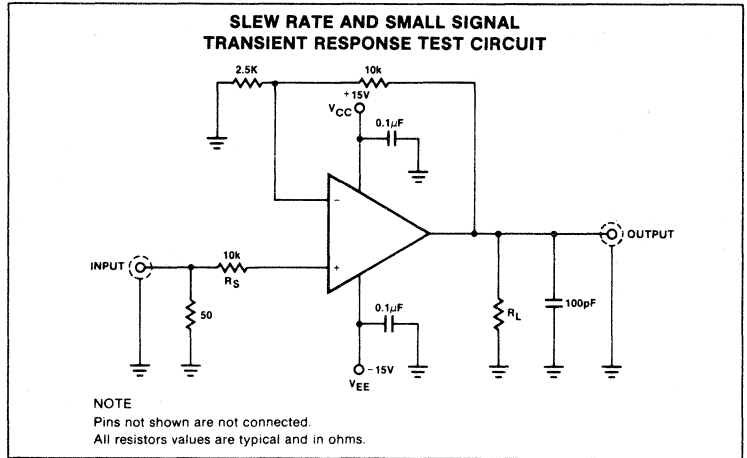 SLEW RATE AND SMALL SIGNAL
TRANSIENT RESPONSE TEST CIRCUIT
2.5K
10k
+15V
VCC
0.1μF
−
INPUT
10k
RS
+
50
OUTPUT
0.1μF
RL
100pF
−15V
VEE
NOTE
Pins not shown are not connected.
All resistors values are typical and in ohms.